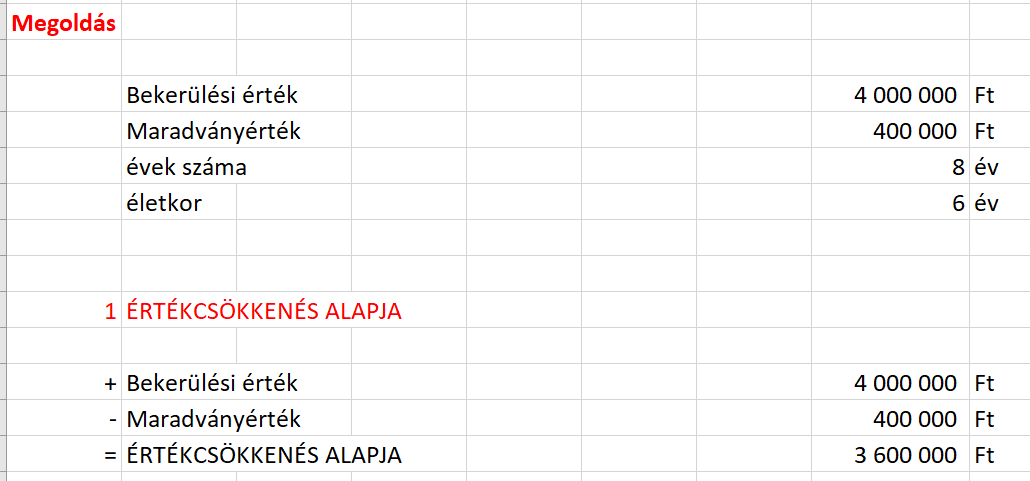 Megoldás
Bekerülési érték 4 000 000 Ft
Maradványérték 400 000 Ft
évek száma 8 év
életkor 6 év
1 ÉRTÉKCSÖKKENÉS ALAPJA
+ Bekerülési érték 4 000 000 Ft
- Maradványérték 400 000 Ft
= ÉRTÉKCSÖKKENÉS ALAPJA 3 600 000 Ft